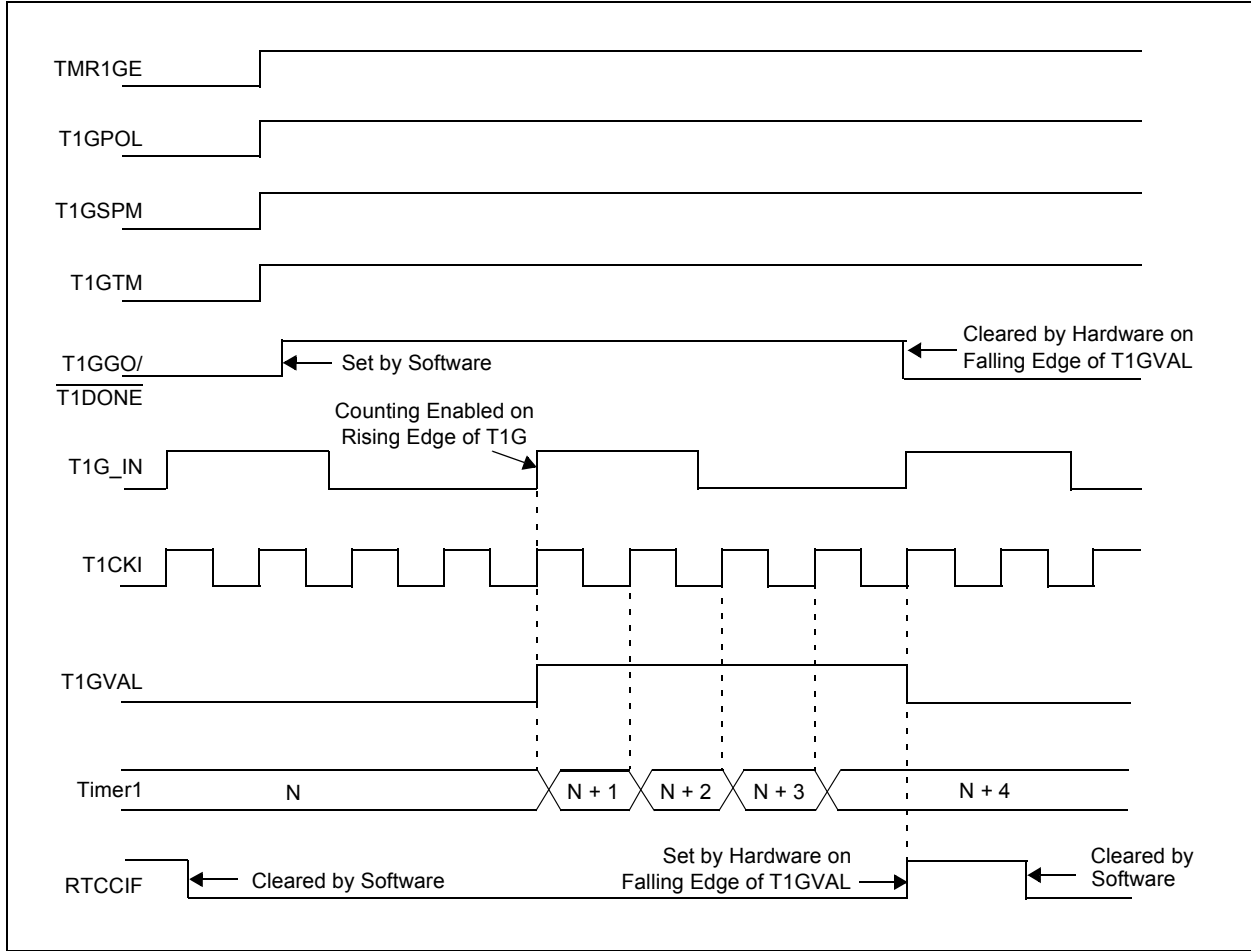 TMR1GE
T1GPOL
T1GSPM
T1GTM
T1GGO/
T1DONE
Set by Software
Cleared by Hardware on
Falling Edge of T1GVAL
Counting Enabled on
Rising Edge of T1G
T1G_IN
T1CKI
T1GVAL
Timer1
N
N + 1
N + 2
N + 3
N + 4
RTCCIF
Cleared by Software
Set by Hardware on
Falling Edge of T1GVAL
Cleared by
Software